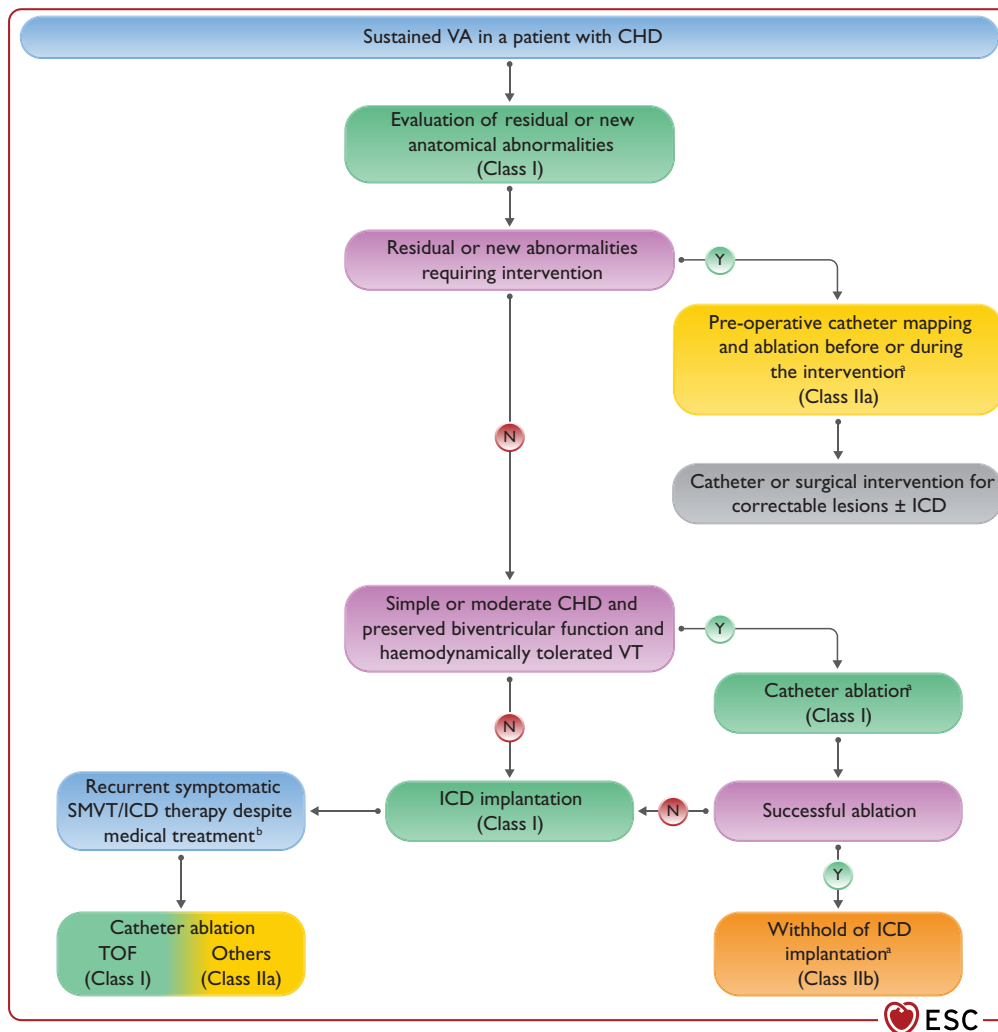 Sustained VA in a patient with CHD
Evaluation of residual or new
anatomical abnormalities
(Class I)
Residual or new abnormalities
requiring intervention
Y
Pre-operative catheter mapping
and ablation before or during
the interventionª
(Class IIa)
N
Catheter or surgical intervention for
correctable lesions ± ICD
Simple or moderate CHD and
preserved biventricular function and
haemodynamically tolerated VT
Y
Catheter ablationª
(Class I)
N
Recurrent symptomatic
SMVT/ICD therapy despite
medical treatmentᵇ
ICD implantation
(Class I)
N
Successful ablation
Y
Catheter ablation
TOF Others
(Class I) (Class IIa)
Withhold of ICD
implantationª
(Class IIb)
ESC